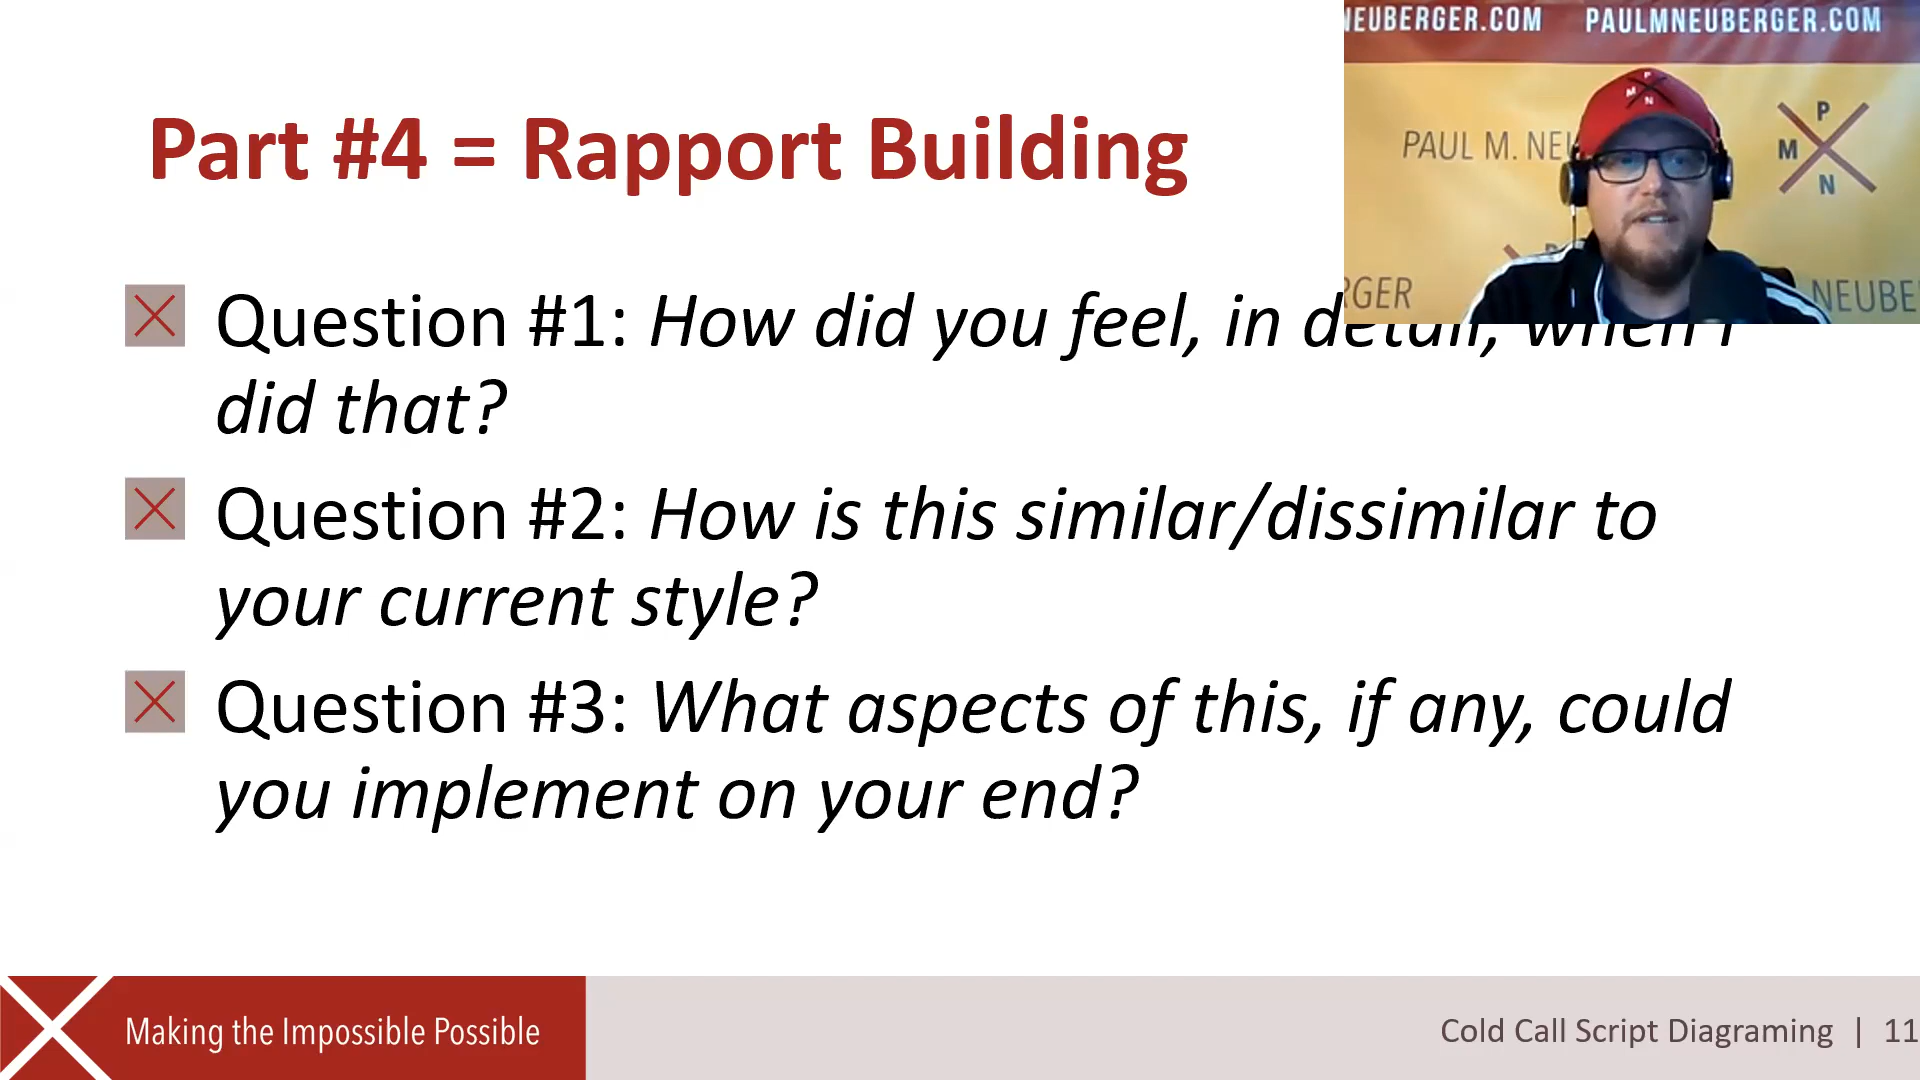 NEUBERGER.COM PAULMNEUBERGER.COM
P
M
N
PAUL M. NEU
P
M
N
Part #4 = Rapport Building
RGER
NEUBE
Question #1: How did you feel, in detail, when I
did that?
Question #2: How is this similar/dissimilar to
your current style?
Question #3: What aspects of this, if any, could
you implement on your end?
Making the Impossible Possible
Cold Call Script Diagraming | 11